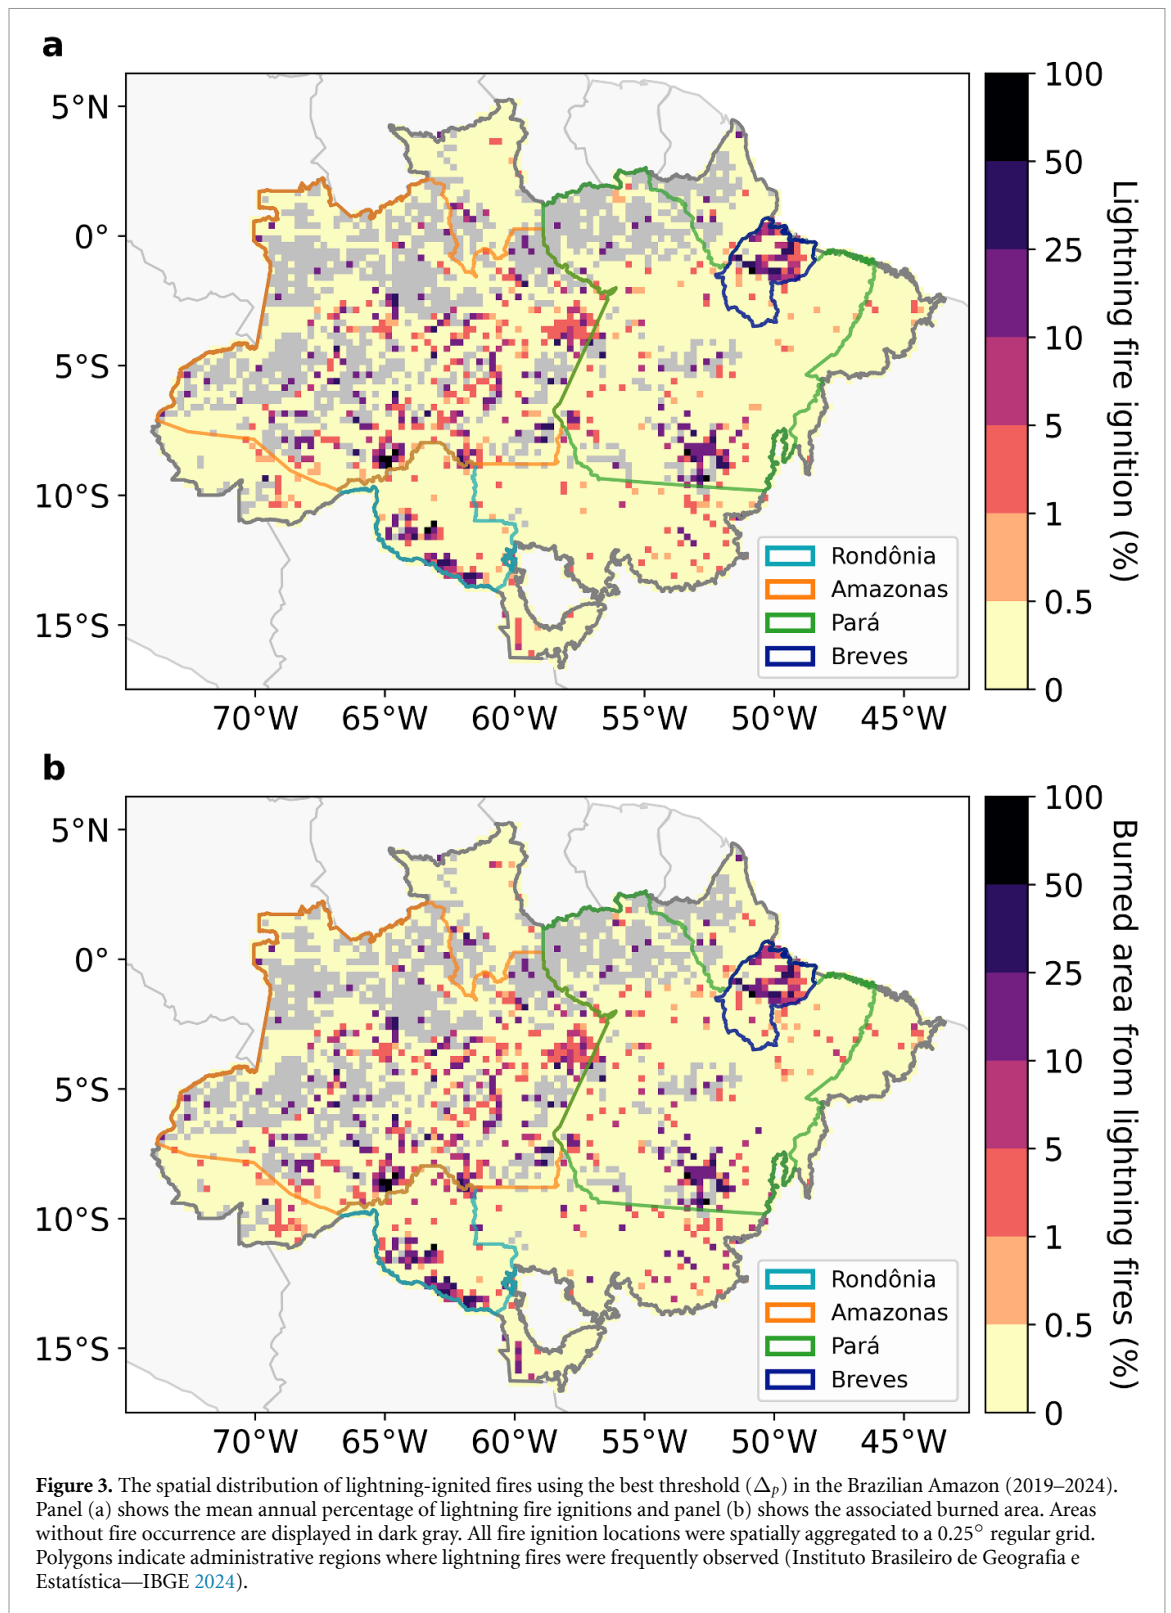 a
5°N
0°
5°S
10°S
15°S
70°W 65°W 60°W 55°W 50°W 45°W
Rondônia
Amazonas
Pará
Breves
100
50
25
10
5
1
0.5
0
Lightning fire ignition (%)
b
5°N
0°
5°S
10°S
15°S
70°W 65°W 60°W 55°W 50°W 45°W
Rondônia
Amazonas
Pará
Breves
100
50
25
10
5
1
0.5
0
Burned area from lightning fires (%)
Figure 3. The spatial distribution of lightning-ignited fires using the best threshold (Δp) in the Brazilian Amazon (2019–2024).
Panel (a) shows the mean annual percentage of lightning fire ignitions and panel (b) shows the associated burned area. Areas
without fire occurrence are displayed in dark gray. All fire ignition locations were spatially aggregated to a 0.25° regular grid.
Polygons indicate administrative regions where lightning fires were frequently observed (Instituto Brasileiro de Geografia e
Estatística—IBGE 2024).